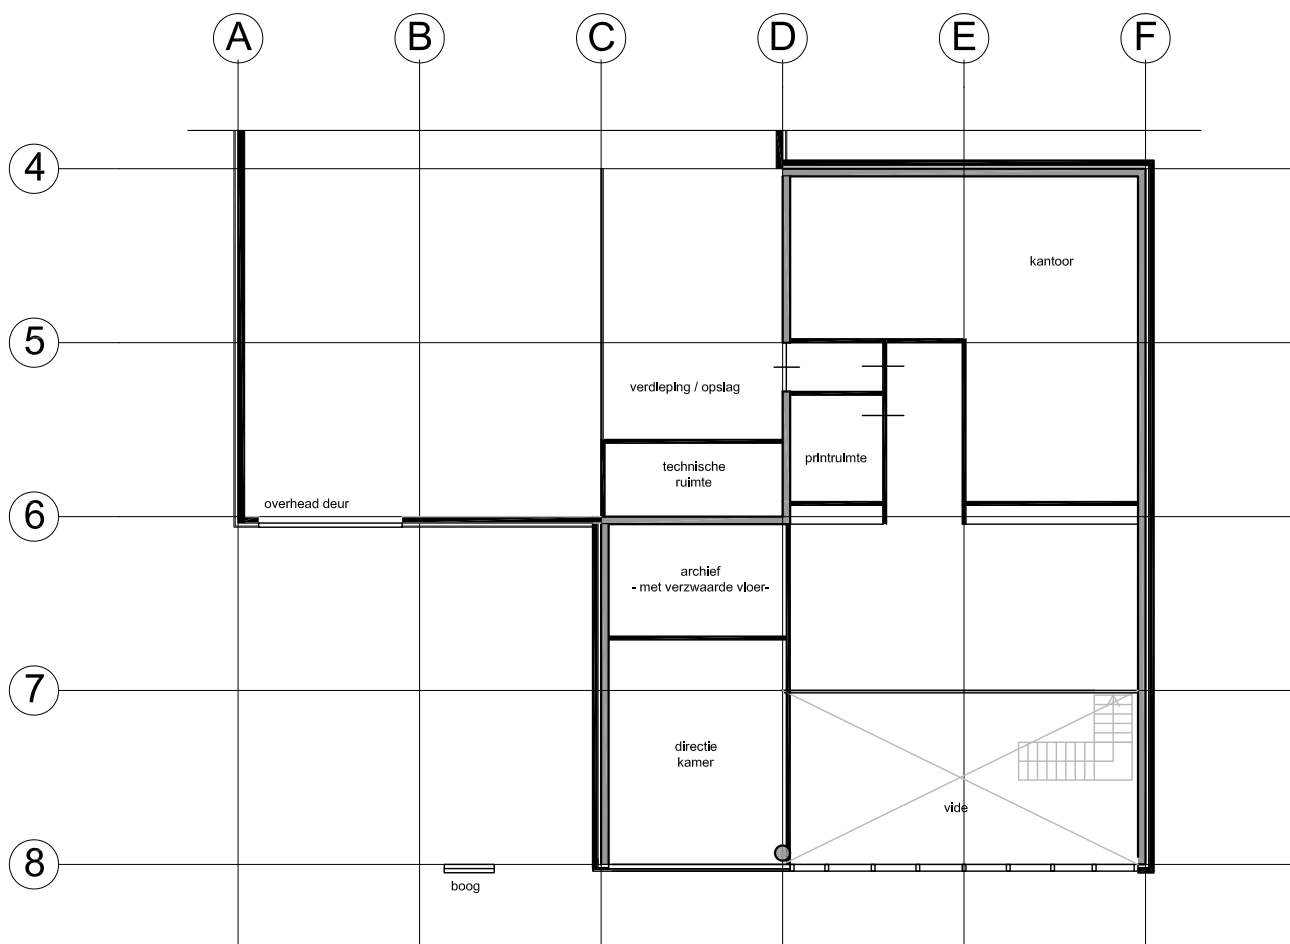 A B C D E F
4
kantoor
5
verdieping / opslag
printruimte
technische
ruimte
overhead deur
6
archief
- met verzwaarde vloer-
7
directie
kamer
vide
8
boog